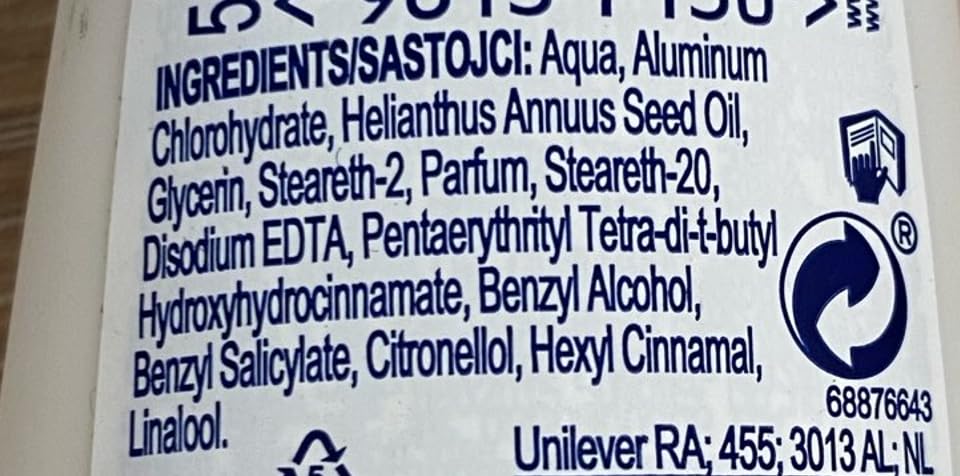 INGREDIENTS/SASTOJCI: Aqua, Aluminum
Chlorohydrate, Helianthus Annuus Seed Oil,
Glycerin, Steareth-2, Parfum, Steareth-20,
Disodium EDTA, Pentaerythrityl Tetra-di-t-butyl
Hydroxyhydrocinnamate, Benzyl Alcohol,
Benzyl Salicylate, Citronellol, Hexyl Cinnamal,
Linalool.
®
68876643
Unilever RA; 455; 3013 AL; NL